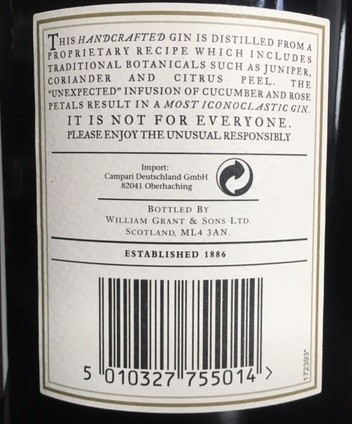 THIS HANDCRAFTED GIN IS DISTILLED FROM A
PROPRIETARY RECIPE WHICH INCLUDES
TRADITIONAL BOTANICALS SUCH AS JUNIPER,
CORIANDER AND CITRUS PEEL. THE
"UNEXPECTED" INFUSION OF CUCUMBER AND ROSE
PETALS RESULT IN A MOST ICONOCLASTIC GIN.
IT IS NOT FOR EVERYONE.
PLEASE ENJOY THE UNUSUAL RESPONSIBLY
Import:
Campari Deutschland GmbH
82041 Oberhaching
BOTTLED BY
WILLIAM GRANT & SONS LTD.
SCOTLAND, ML4 3AN.
ESTABLISHED 1886
5 010327 755014 >
172393*